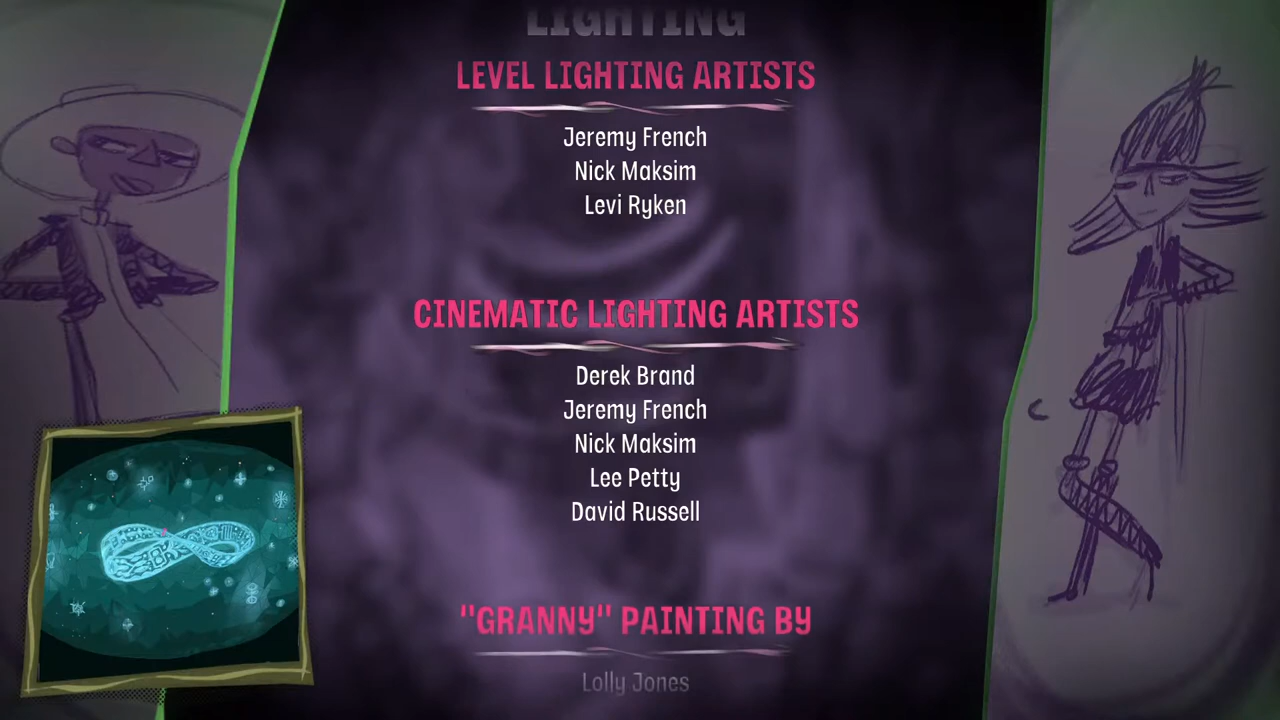 LIGHTING
LEVEL LIGHTING ARTISTS
Jeremy French
Nick Maksim
Levi Ryken
CINEMATIC LIGHTING ARTISTS
Derek Brand
Jeremy French
Nick Maksim
Lee Petty
David Russell
"GRANNY" PAINTING BY
Lolly Jones